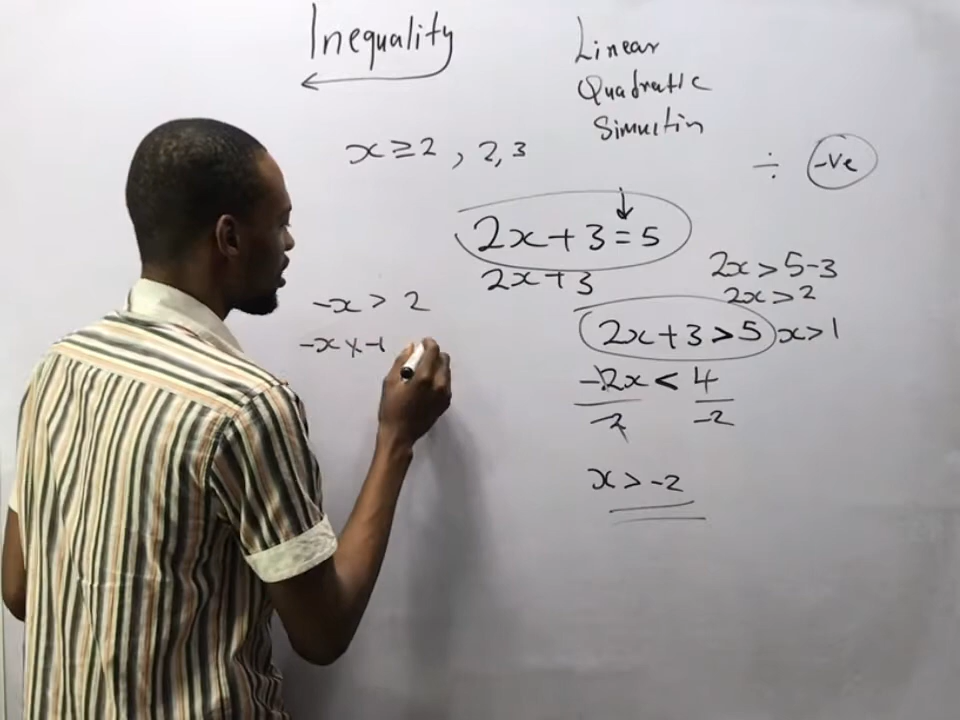 Inequality
Linear
Quadratic
Simultin
x ≥ 2 , 2, 3
÷ -ve
2x + 3 = 5
2x + 3
2x > 5-3
2x > 2
2x + 3 > 5
x > 1
-x > 2
-x x -1
-2x < 4
-2 -2
x > -2